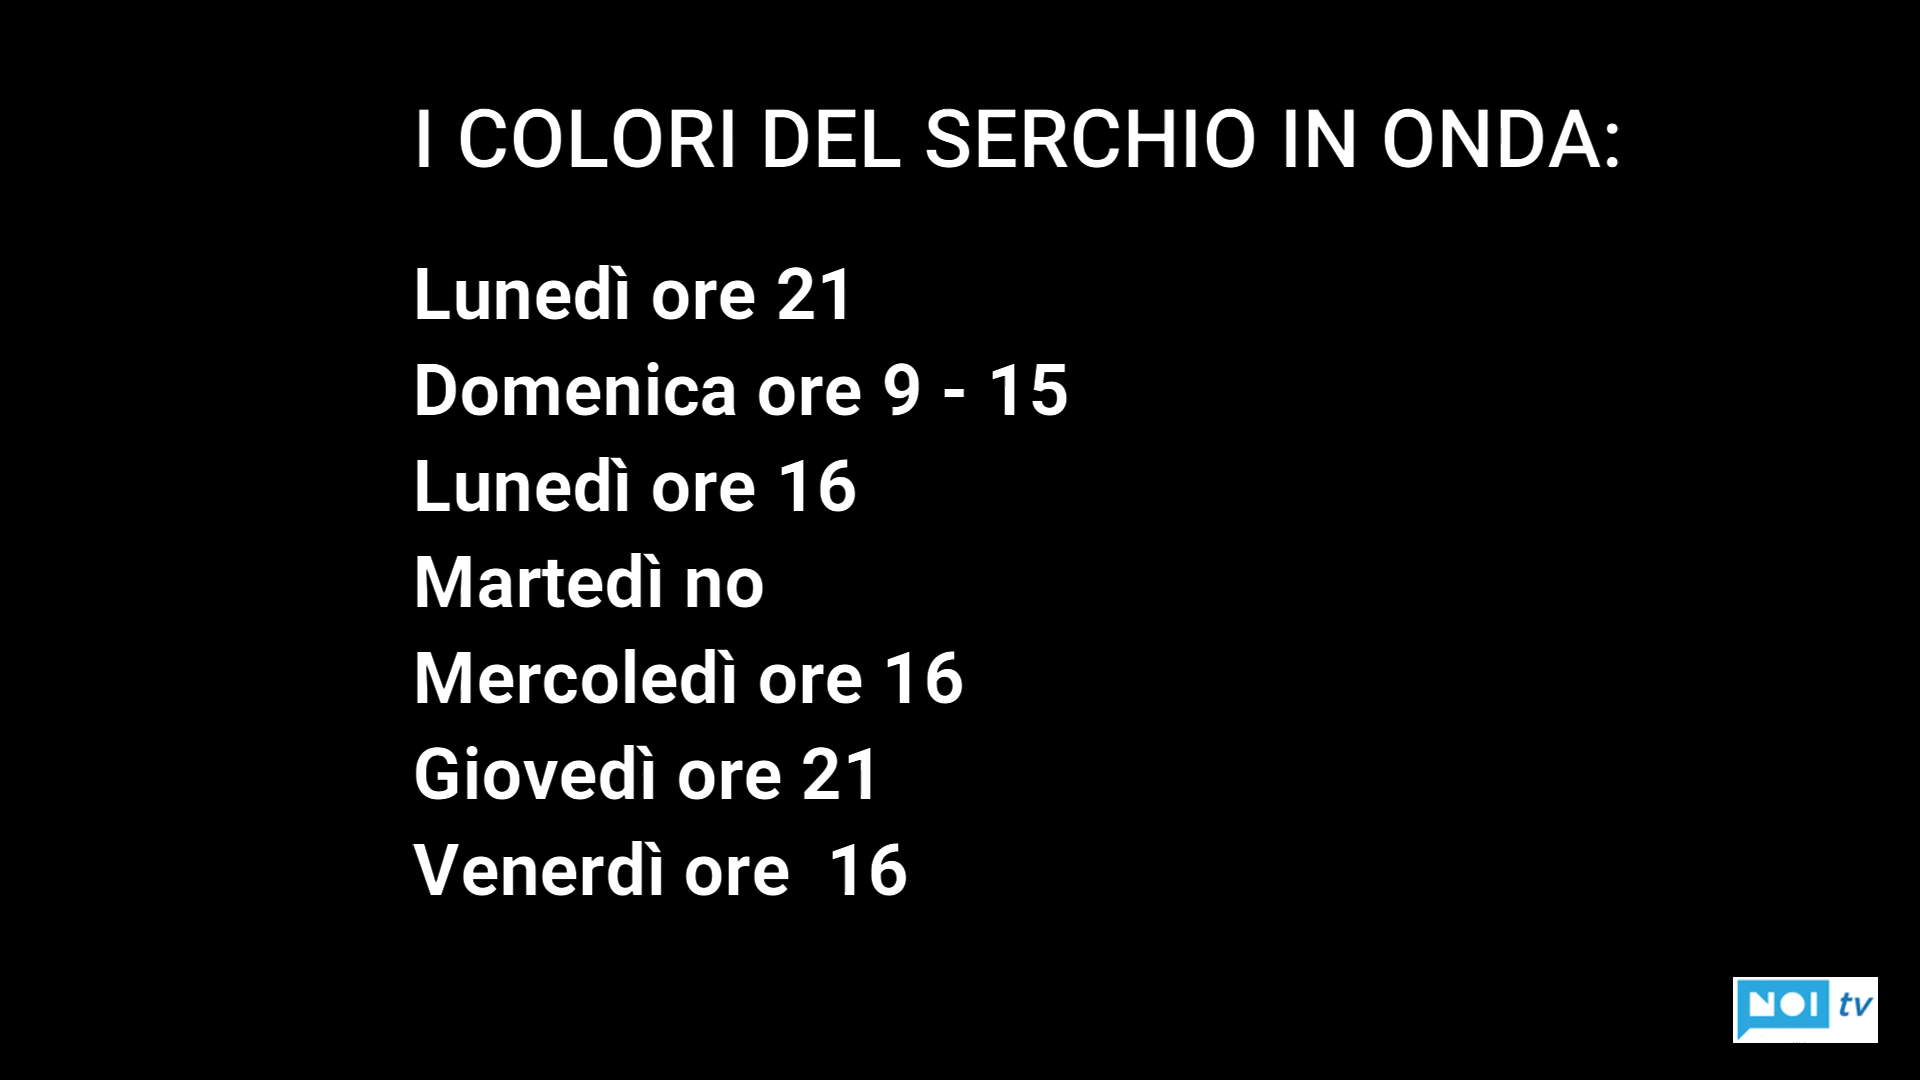 I COLORI DEL SERCHIO IN ONDA:
Lunedì ore 21
Domenica ore 9 - 15
Lunedì ore 16
Martedì no
Mercoledì ore 16
Giovedì ore 21
Venerdì ore 16
NOI tv